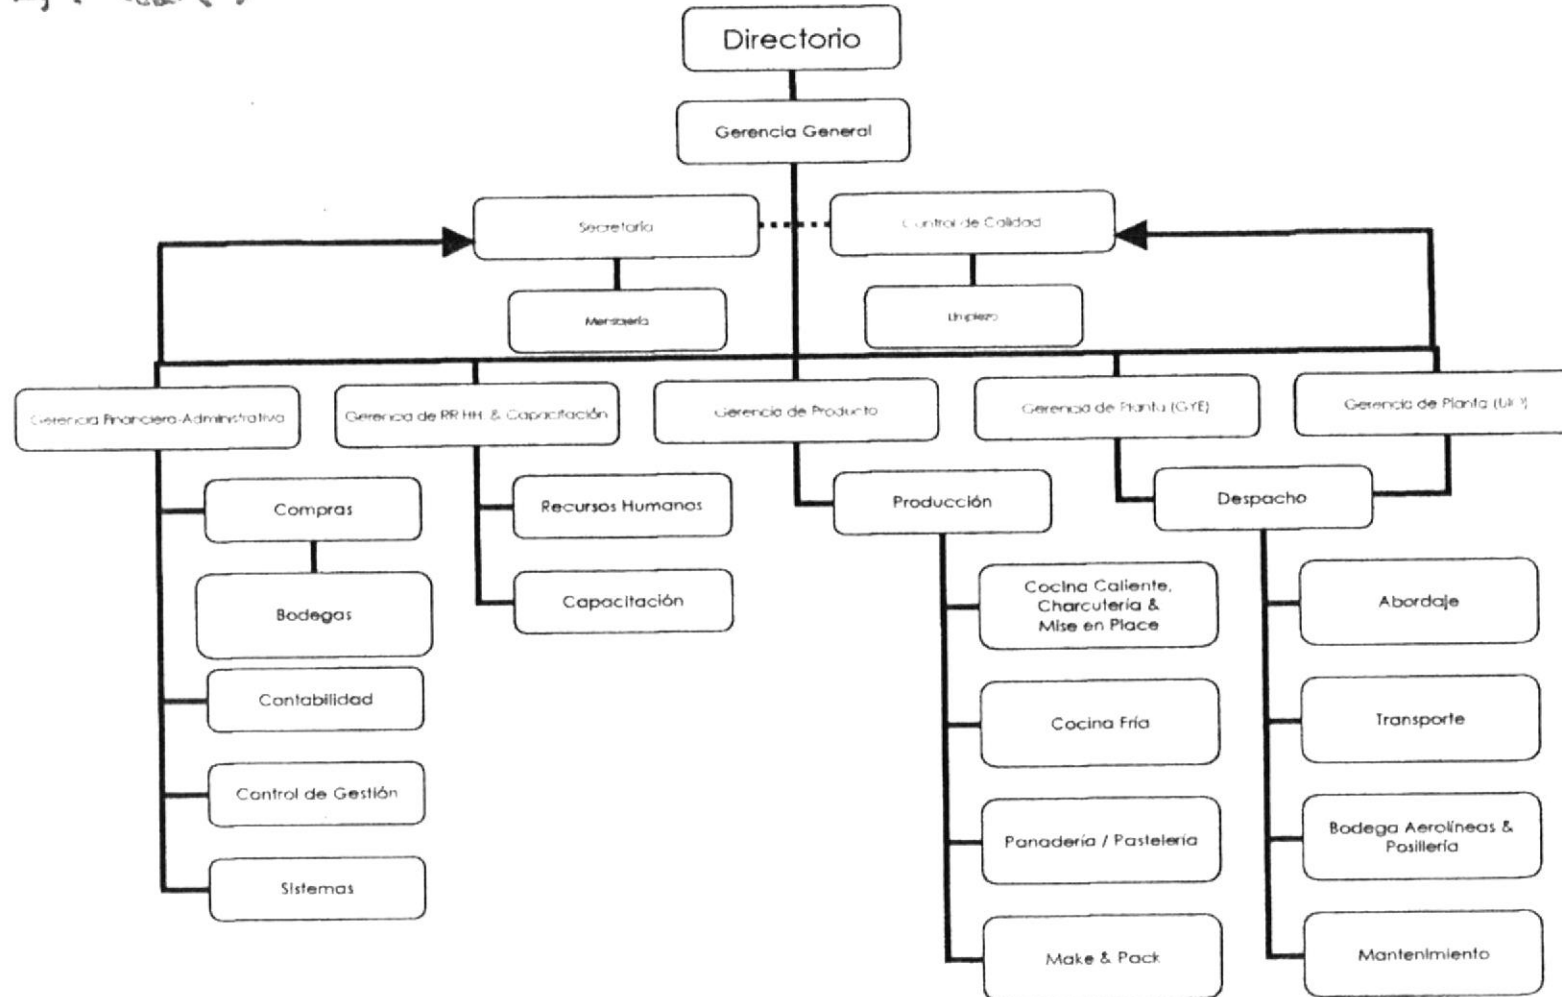 Directorio
Gerencia General
Secretaría
Control de Calidad
Mensajería
Limpieza
Gerencia Financiera-Administrativa
Gerencia de RR.HH. & Capacitación
Gerencia de Producto
Gerencia de Planta (GYE)
Gerencia de Planta (UIO)
Compras
Bodegas
Contabilidad
Control de Gestión
Sistemas
Recursos Humanos
Capacitación
Producción
Cocina Caliente,
Charcutería &
Mise en Place
Cocina Fría
Panadería / Pastelería
Make & Pack
Despacho
Abordaje
Transporte
Bodega Aerolíneas &
Posillería
Mantenimiento